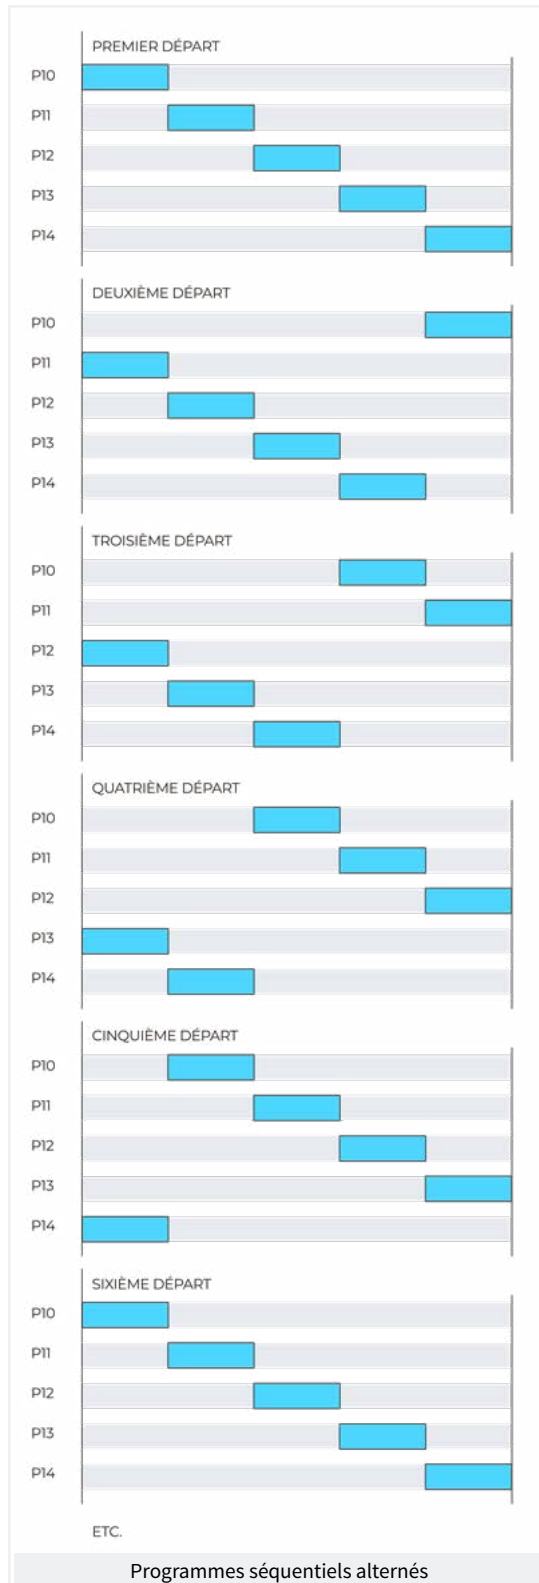 PREMIER DÉPART
P10
P11
P12
P13
P14
DEUXIÈME DÉPART
P10
P11
P12
P13
P14
TROISIÈME DÉPART
P10
P11
P12
P13
P14
QUATRIÈME DÉPART
P10
P11
P12
P13
P14
CINQUIÈME DÉPART
P10
P11
P12
P13
P14
SIXIÈME DÉPART
P10
P11
P12
P13
P14
ETC.
Programmes séquentiels alternés